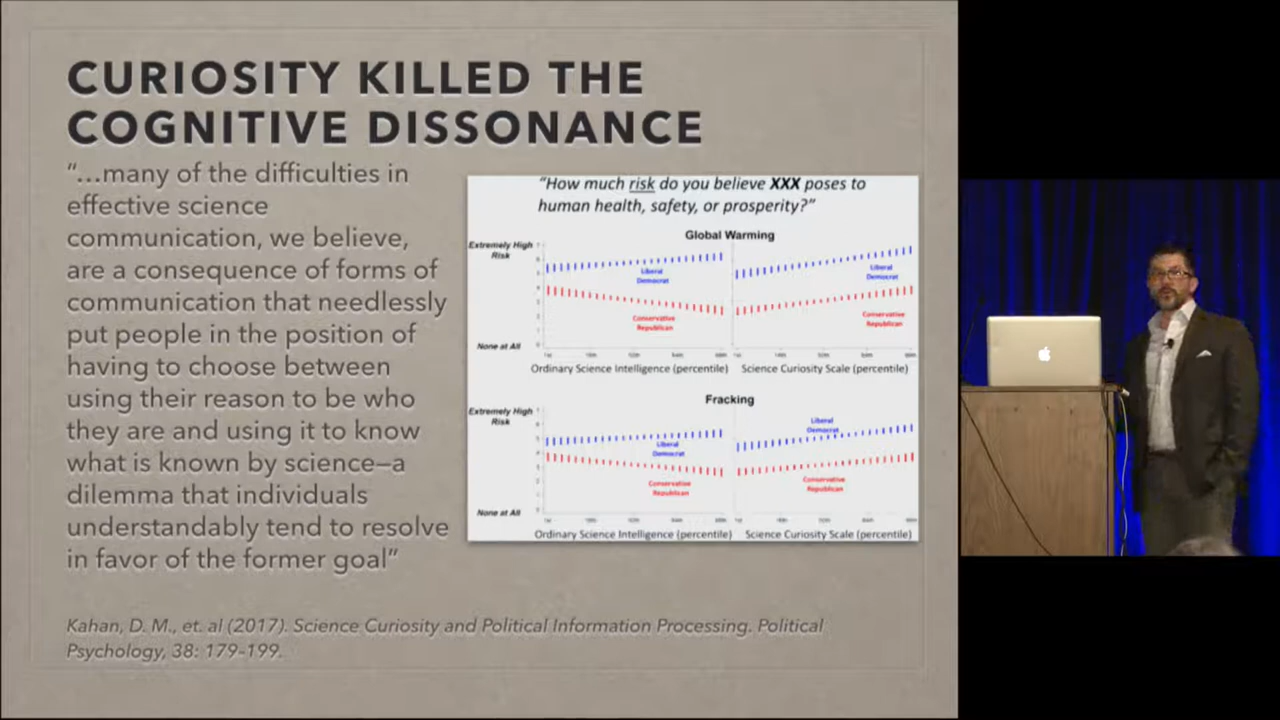 CURIOSITY KILLED THE
COGNITIVE DISSONANCE
“…many of the difficulties in
effective science
communication, we believe,
are a consequence of forms of
communication that needlessly
put people in the position of
having to choose between
using their reason to be who
they are and using it to know
what is known by science—a
dilemma that individuals
understandably tend to resolve
in favor of the former goal”
“How much risk do you believe XXX poses to
human health, safety, or prosperity?”
Global Warming
Extremely High
Risk
Liberal
Democrat
Conservative
Republican
None at All
Ordinary Science Intelligence (percentile)
Liberal
Democrat
Conservative
Republican
Science Curiosity Scale (percentile)
Fracking
Extremely High
Risk
Liberal
Democrat
Conservative
Republican
None at All
Ordinary Science Intelligence (percentile)
Liberal
Democrat
Conservative
Republican
Science Curiosity Scale (percentile)
Kahan, D. M., et. al (2017). Science Curiosity and Political Information Processing. Political
Psychology, 38: 179-199.